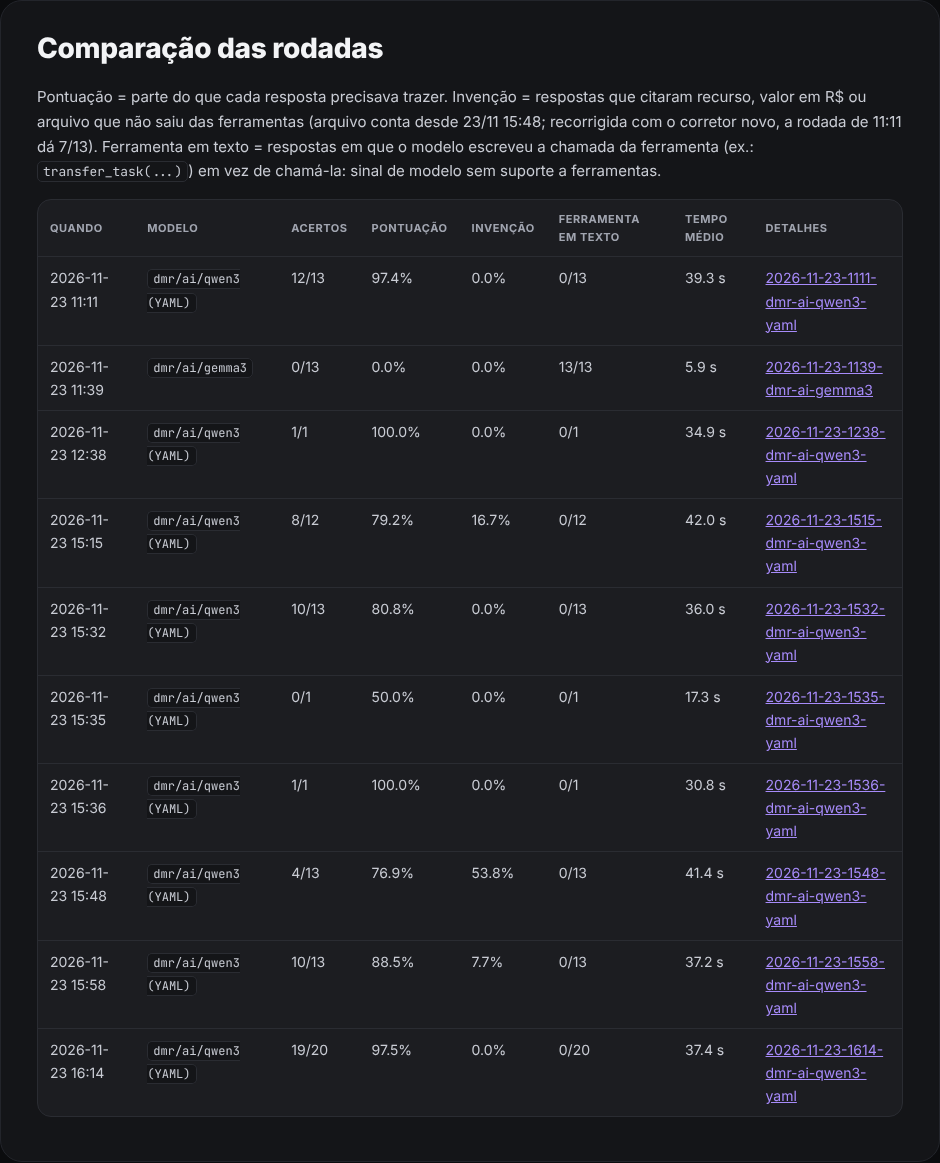 Comparação das rodadas
Pontuação = parte do que cada resposta precisava trazer. Invenção = respostas que citaram recurso, valor em R$ ou
arquivo que não saiu das ferramentas (arquivo conta desde 23/11 15:48; recorrigida com o corretor novo, a rodada de 11:11
dá 7/13). Ferramenta em texto = respostas em que o modelo escreveu a chamada da ferramenta (ex.:
transfer_task(...)) em vez de chamá-la: sinal de modelo sem suporte a ferramentas.
QUANDO MODELO ACERTOS PONTUAÇÃO INVENÇÃO FERRAMENTA EM TEXTO TEMPO MÉDIO DETALHES
2026-11- dmr/ai/qwen3 12/13 97.4% 0.0% 0/13 39.3 s 2026-11-23-1111-
23 11:11 (YAML) dmr-ai-qwen3-
yaml
2026-11- dmr/ai/gemma3 0/13 0.0% 0.0% 13/13 5.9 s 2026-11-23-1139-
23 11:39 dmr-ai-gemma3
2026-11- dmr/ai/qwen3 1/1 100.0% 0.0% 0/1 34.9 s 2026-11-23-1238-
23 12:38 (YAML) dmr-ai-qwen3-
yaml
2026-11- dmr/ai/qwen3 8/12 79.2% 16.7% 0/12 42.0 s 2026-11-23-1515-
23 15:15 (YAML) dmr-ai-qwen3-
yaml
2026-11- dmr/ai/qwen3 10/13 80.8% 0.0% 0/13 36.0 s 2026-11-23-1532-
23 15:32 (YAML) dmr-ai-qwen3-
yaml
2026-11- dmr/ai/qwen3 0/1 50.0% 0.0% 0/1 17.3 s 2026-11-23-1535-
23 15:35 (YAML) dmr-ai-qwen3-
yaml
2026-11- dmr/ai/qwen3 1/1 100.0% 0.0% 0/1 30.8 s 2026-11-23-1536-
23 15:36 (YAML) dmr-ai-qwen3-
yaml
2026-11- dmr/ai/qwen3 4/13 76.9% 53.8% 0/13 41.4 s 2026-11-23-1548-
23 15:48 (YAML) dmr-ai-qwen3-
yaml
2026-11- dmr/ai/qwen3 10/13 88.5% 7.7% 0/13 37.2 s 2026-11-23-1558-
23 15:58 (YAML) dmr-ai-qwen3-
yaml
2026-11- dmr/ai/qwen3 19/20 97.5% 0.0% 0/20 37.4 s 2026-11-23-1614-
23 16:14 (YAML) dmr-ai-qwen3-
yaml